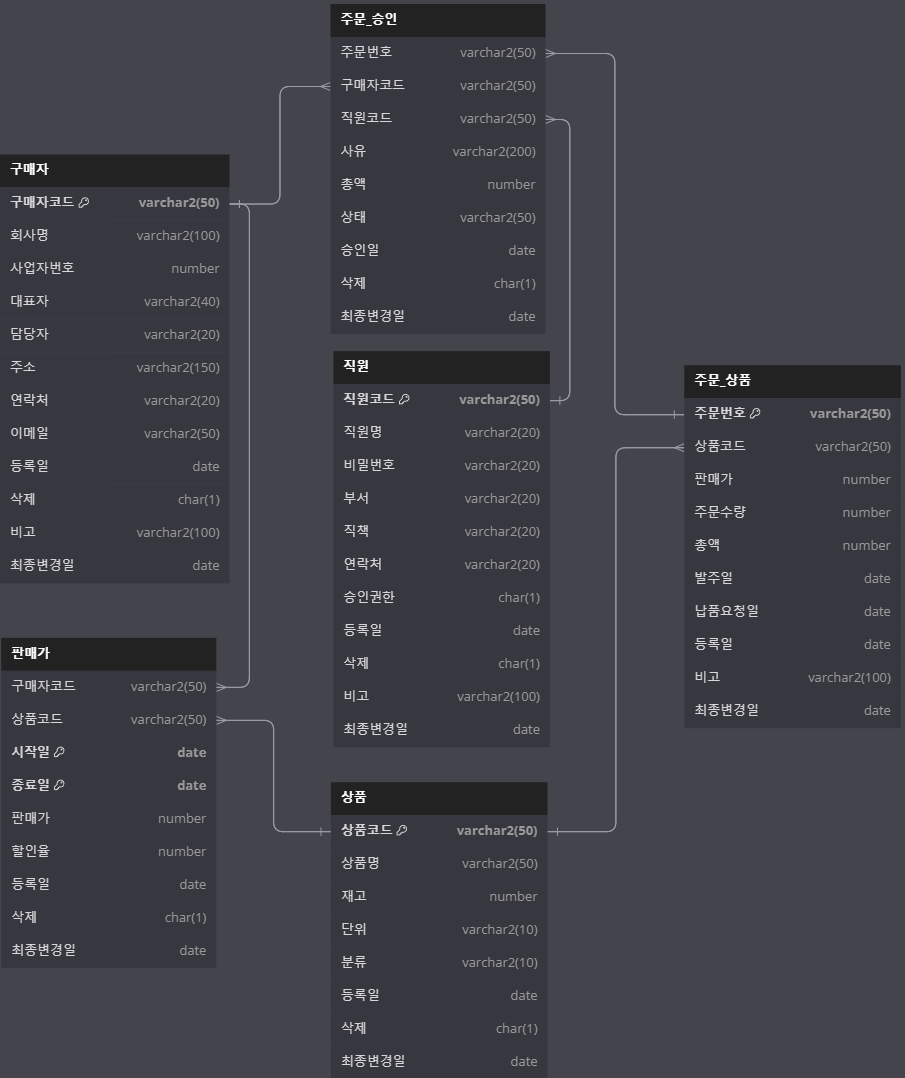 주문_승인
주문번호 varchar2(50)
구매자코드 varchar2(50)
직원코드 varchar2(50)
사유 varchar2(200)
총액 number
상태 varchar2(50)
승인일 date
삭제 char(1)
최종변경일 date
구매자
구매자코드 varchar2(50)
회사명 varchar2(100)
사업자번호 number
대표자 varchar2(40)
담당자 varchar2(20)
주소 varchar2(150)
연락처 varchar2(20)
이메일 varchar2(50)
등록일 date
삭제 char(1)
비고 varchar2(100)
최종변경일 date
직원
직원코드 varchar2(50)
직원명 varchar2(20)
비밀번호 varchar2(20)
부서 varchar2(20)
직책 varchar2(20)
연락처 varchar2(20)
승인권한 char(1)
등록일 date
삭제 char(1)
비고 varchar2(100)
최종변경일 date
주문_상품
주문번호 varchar2(50)
상품코드 varchar2(50)
판매가 number
주문수량 number
총액 number
발주일 date
납품요청일 date
등록일 date
비고 varchar2(100)
최종변경일 date
판매가
구매자코드 varchar2(50)
상품코드 varchar2(50)
시작일 date
종료일 date
판매가 number
할인율 number
등록일 date
삭제 char(1)
최종변경일 date
상품
상품코드 varchar2(50)
상품명 varchar2(50)
재고 number
단위 varchar2(10)
분류 varchar2(10)
등록일 date
삭제 char(1)
최종변경일 date